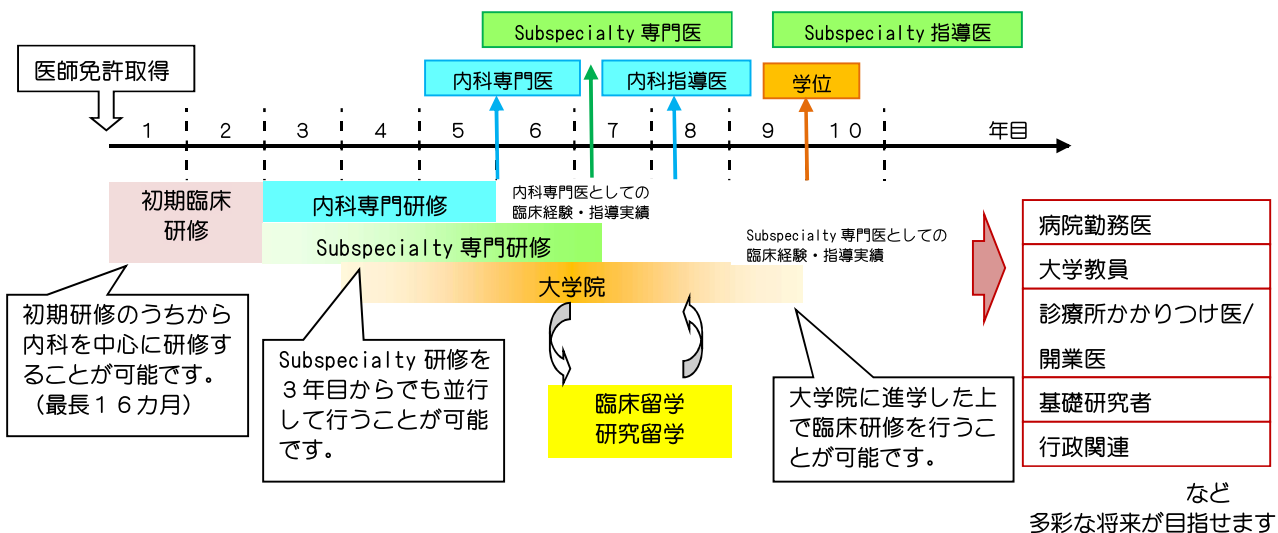 Subspecialty 専門医
Subspecialty 指導医
医師免許取得
内科専門医
内科指導医
学位
１
２
３
４
５
６
７
８
９
１０
年目
初期臨床
研修
内科専門研修
内科専門医としての
臨床経験・指導実績
Subspecialty 専門研修
Subspecialty 専門医としての
臨床経験・指導実績
大学院
初期研修のうちから
内科を中心に研修す
ることが可能です。
（最長１６カ月）
Subspecialty 研修を
３年目からでも並行
して行うことが可能
です。
臨床留学
研究留学
大学院に進学した上
で臨床研修を行うこ
とが可能です。
病院勤務医
大学教員
診療所かかりつけ医/
開業医
基礎研究者
行政関連
など
多彩な将来が目指せます